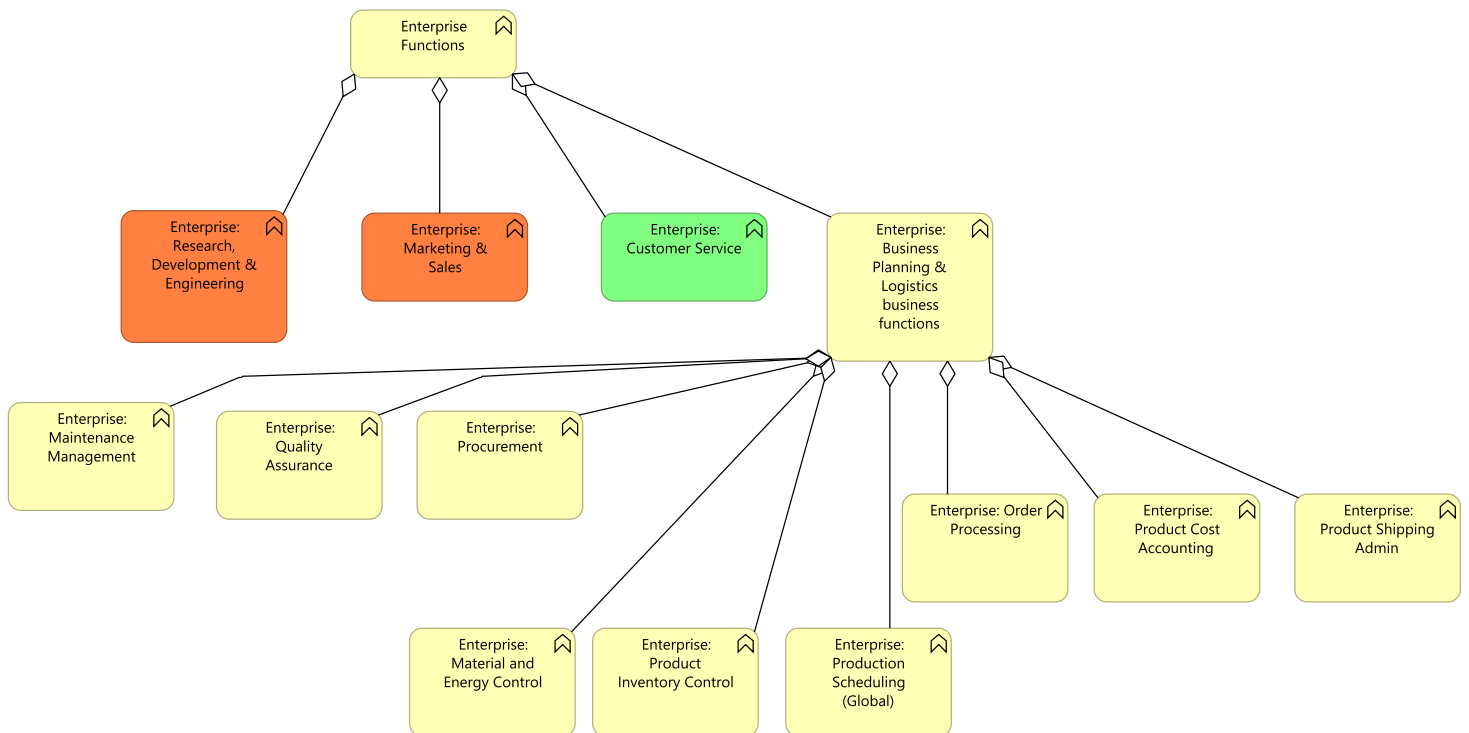 Enterprise
Functions
Enterprise:
Research,
Development &
Engineering
Enterprise:
Marketing &
Sales
Enterprise:
Customer Service
Enterprise:
Business
Planning &
Logistics
business
functions
Enterprise:
Maintenance
Management
Enterprise:
Quality
Assurance
Enterprise:
Procurement
Enterprise: Order
Processing
Enterprise:
Product Cost
Accounting
Enterprise:
Product Shipping
Admin
Enterprise:
Material and
Energy Control
Enterprise:
Product
Inventory Control
Enterprise:
Production
Scheduling
(Global)